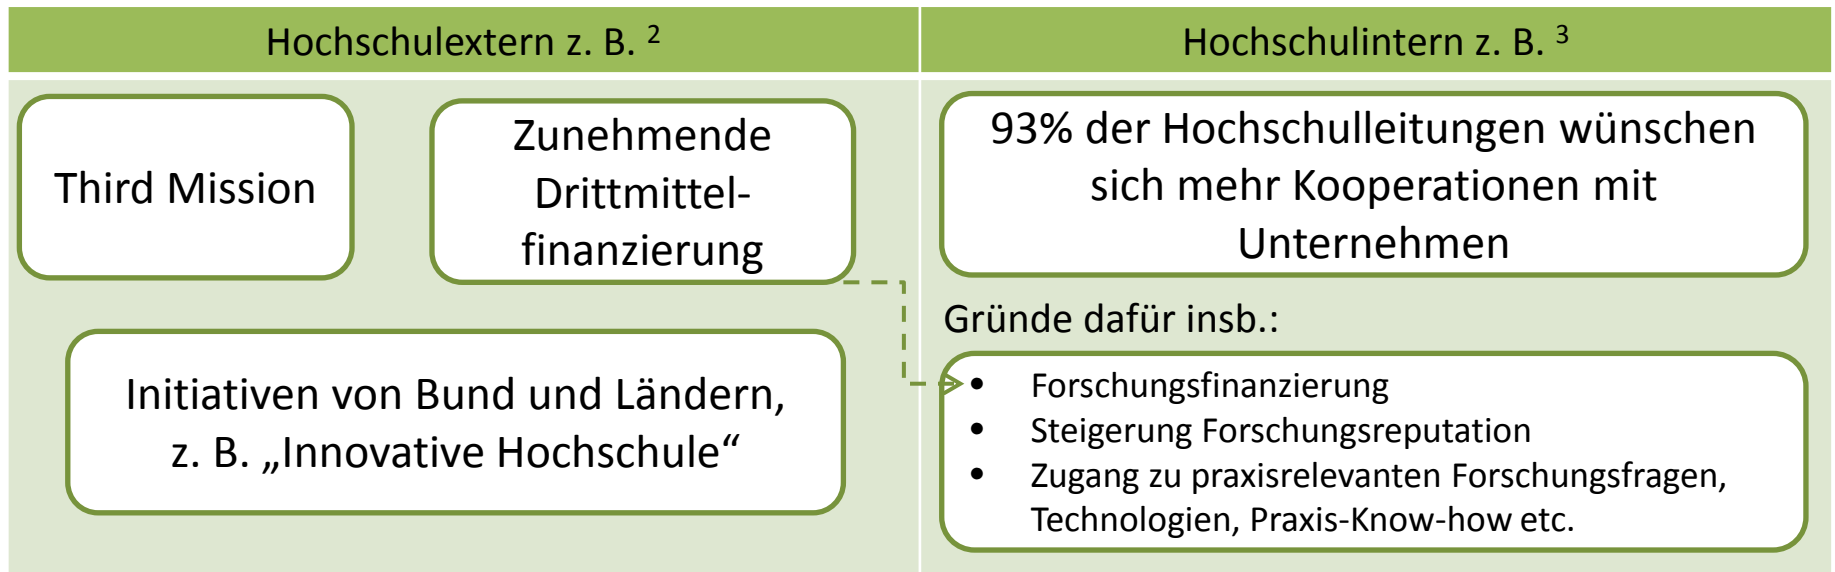 Hochschulextern z. B. ²
Hochschulintern z. B. ³
Third Mission
Zunehmende
Drittmittel-
finanzierung
Initiativen von Bund und Ländern,
z. B. „Innovative Hochschule“
93% der Hochschulleitungen wünschen
sich mehr Kooperationen mit
Unternehmen
Gründe dafür insb.:
• Forschungsfinanzierung
• Steigerung Forschungsreputation
• Zugang zu praxisrelevanten Forschungsfragen,
Technologien, Praxis-Know-how etc.